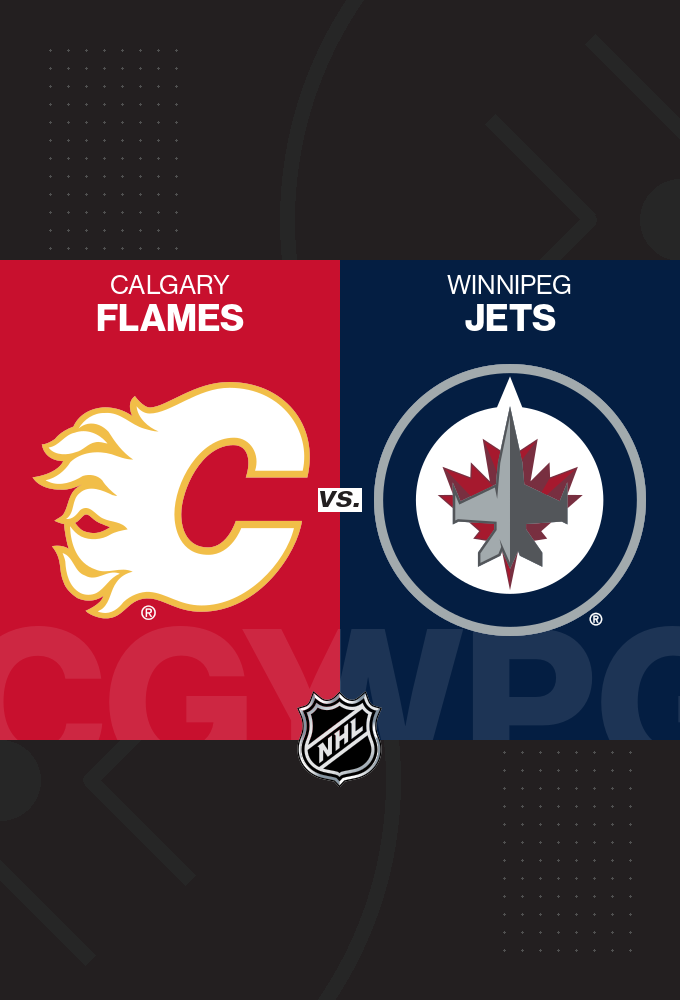 CALGARY
FLAMES
WINNIPEG
JETS
vs.
®
®
CGY
WPG
NHL